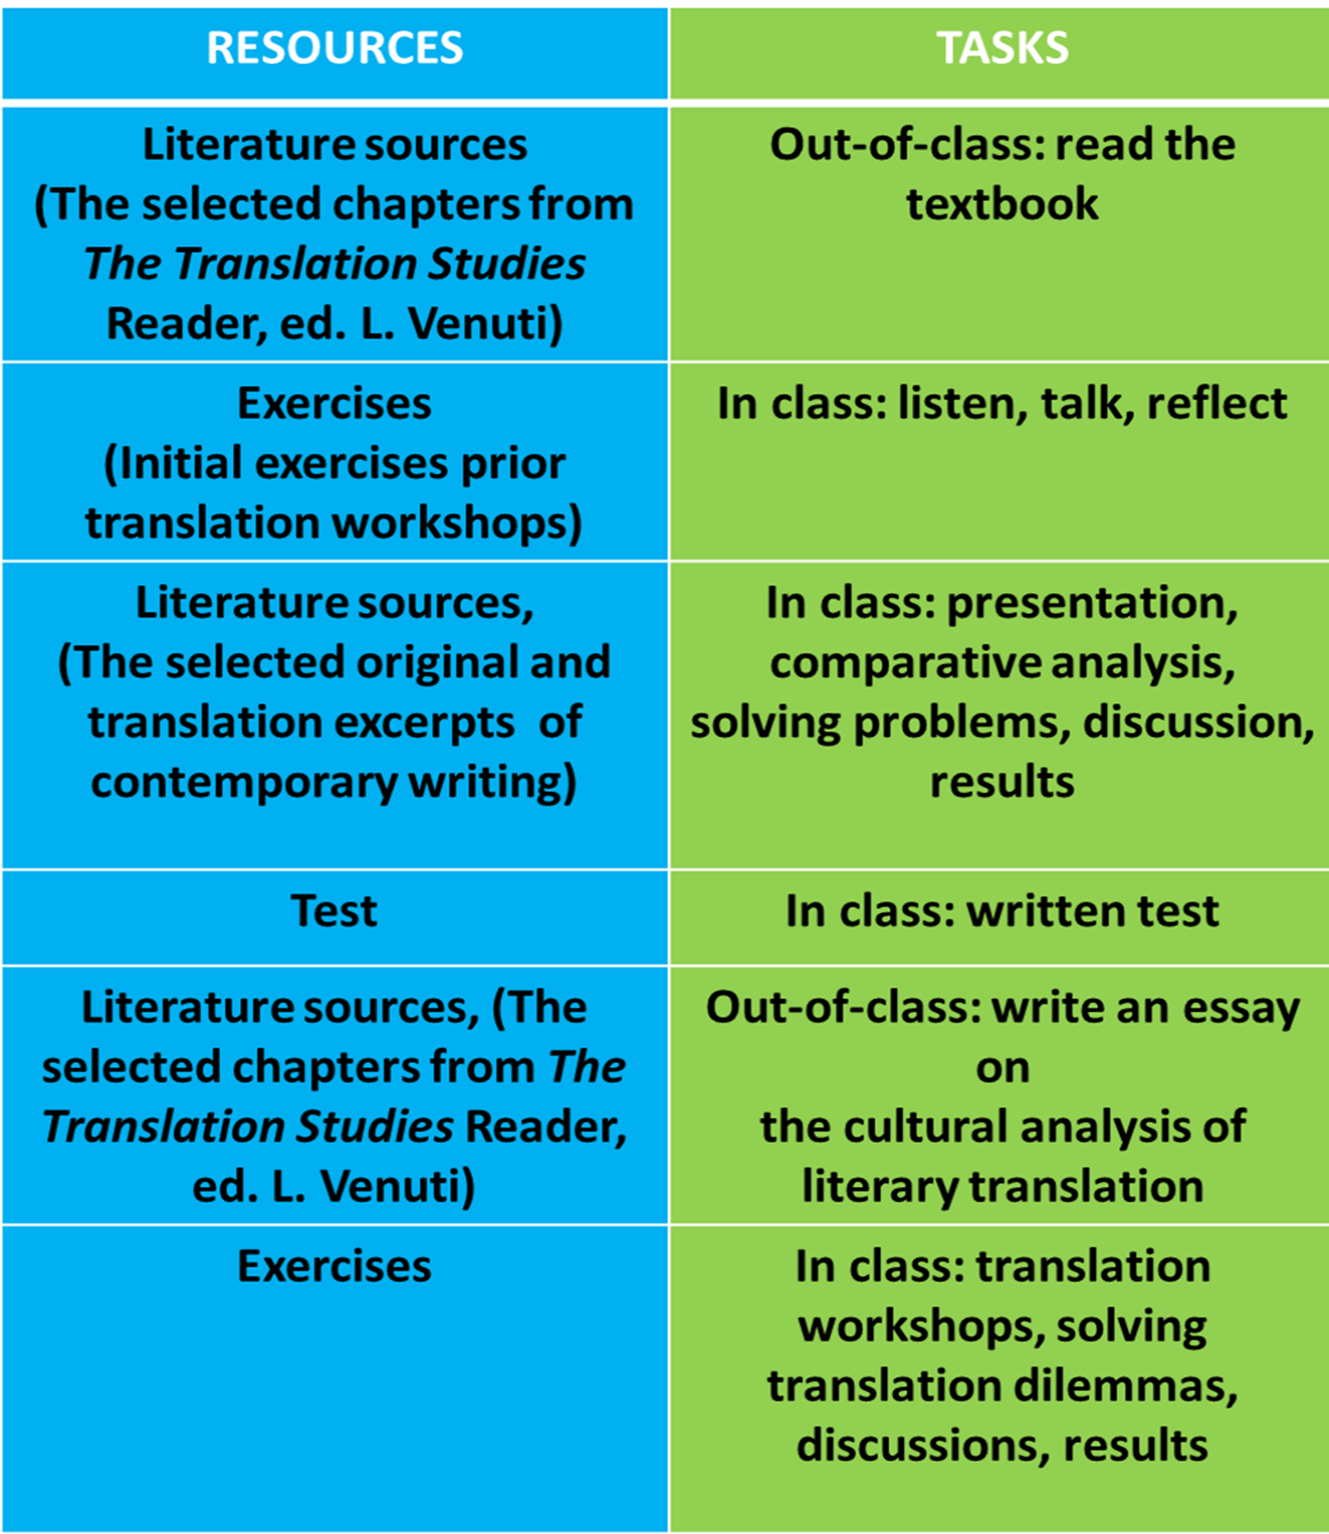 RESOURCES
TASKS
Literature sources
(The selected chapters from
The Translation Studies
Reader, ed. L. Venuti)
Out-of-class: read the
textbook
Exercises
(Initial exercises prior
translation workshops)
In class: listen, talk, reflect
Literature sources,
(The selected original and
translation excerpts of
contemporary writing)
In class: presentation,
comparative analysis,
solving problems, discussion,
results
Test
In class: written test
Literature sources, (The
selected chapters from The
Translation Studies Reader,
ed. L. Venuti)
Out-of-class: write an essay
on
the cultural analysis of
literary translation
Exercises
In class: translation
workshops, solving
translation dilemmas,
discussions, results